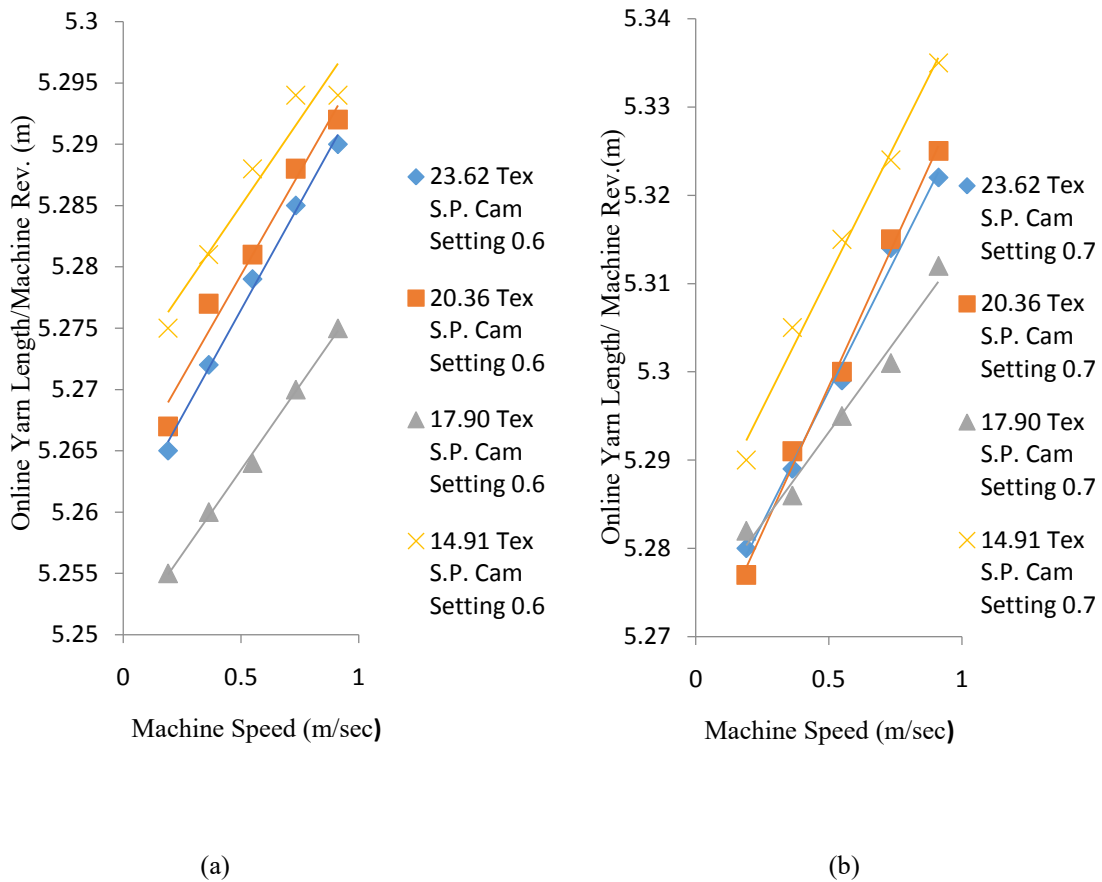 Online Yarn Length/Machine Rev. (m)
5.3
5.295
5.29
5.285
5.28
5.275
5.27
5.265
5.26
5.255
5.25
0
0.5
1
Machine Speed (m/sec)
23.62 Tex
S.P. Cam
Setting 0.6
20.36 Tex
S.P. Cam
Setting 0.6
17.90 Tex
S.P. Cam
Setting 0.6
14.91 Tex
S.P. Cam
Setting 0.6
(a)
Online Yarn Length/ Machine Rev.(m)
5.34
5.33
5.32
5.31
5.3
5.29
5.28
5.27
0
0.5
1
Machine Speed (m/sec)
23.62 Tex
S.P. Cam
Setting 0.7
20.36 Tex
S.P. Cam
Setting 0.7
17.90 Tex
S.P. Cam
Setting 0.7
14.91 Tex
S.P. Cam
Setting 0.7
(b)